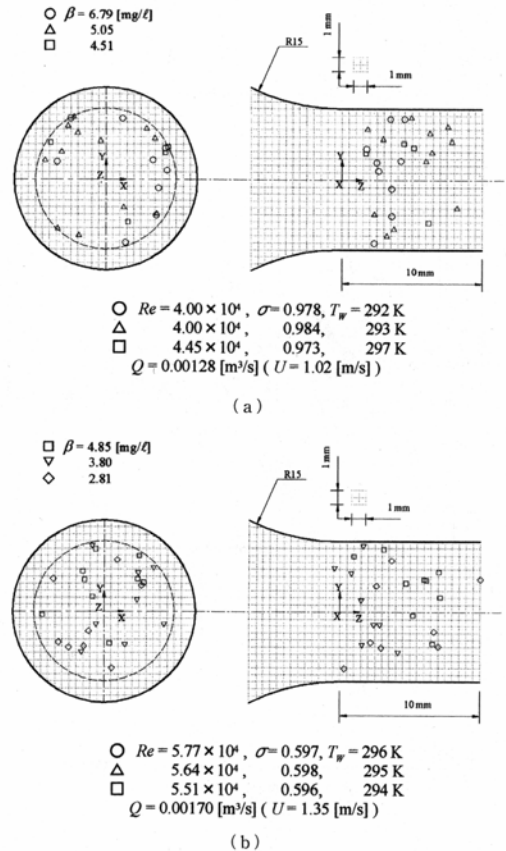 ○ β = 6.79 [mg/ℓ]
△ 5.05
□ 4.51
R15
1 mm
1 mm
Y
Z
X
Y
X
Z
10 mm
○ Re = 4.00 × 10⁴ , σ= 0.978, T_W = 292 K
△ 4.00 × 10⁴ , 0.984, 293 K
□ 4.45 × 10⁴ , 0.973, 297 K
Q = 0.00128 [m³/s] ( U = 1.02 [m/s] )
(a)
□ β = 4.85 [mg/ℓ]
▽ 3.80
◇ 2.81
R15
1 mm
1 mm
Y
Z
X
Y
X
Z
10 mm
○ Re = 5.77 × 10⁴ , σ= 0.597, T_W = 296 K
△ 5.64 × 10⁴ , 0.598, 295 K
□ 5.51 × 10⁴ , 0.596, 294 K
Q = 0.00170 [m³/s] ( U = 1.35 [m/s] )
(b)